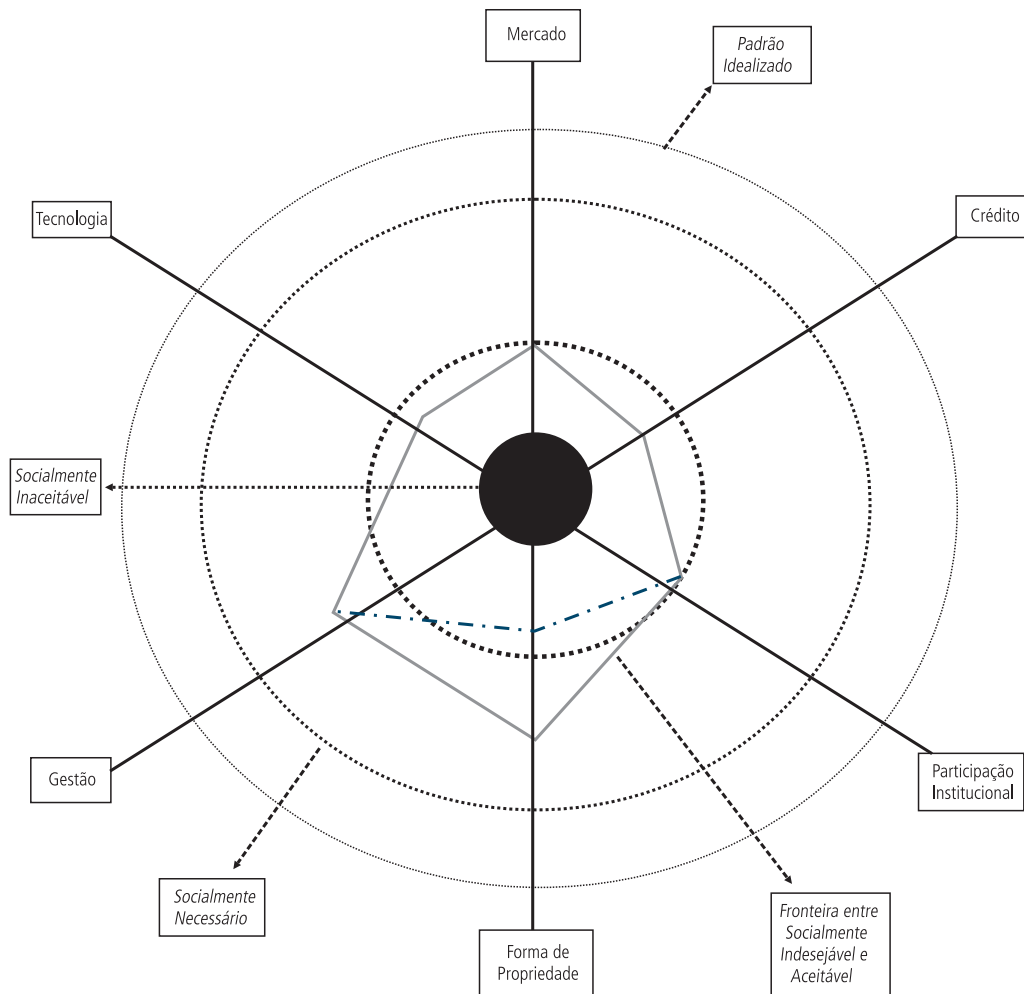 Mercado
Padrão
Idealizado
Tecnologia
Crédito
Socialmente
Inaceitável
Gestão
Participação
Institucional
Socialmente
Necessário
Forma de
Propriedade
Fronteira entre
Socialmente
Indesejável e
Aceitável